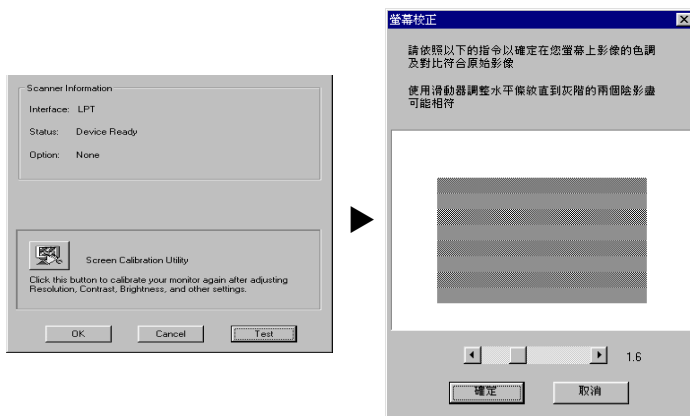 Scanner Information
Interface: LPT
Status: Device Ready
Option: None
Screen Calibration Utility
Click this button to calibrate your monitor again after adjusting
Resolution, Contrast, Brightness, and other settings.
OK Cancel Test
螢幕校正
請依照以下的指令以確定在您螢幕上影像的色調
及對比符合原始影像
使用滑動器調整水平條紋直到灰階的兩個陰影盡
可能相符
1.6
確定 取消